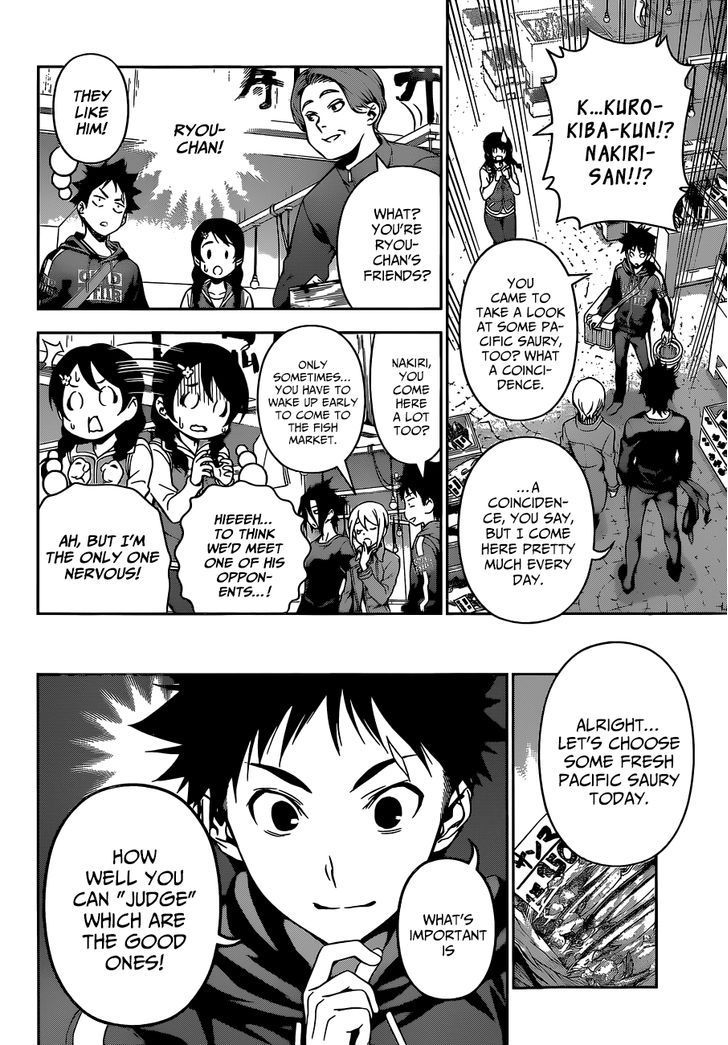 K...KURO-
KIBA-KUN!?
NAKIRI-
SAN!!?
YOU
CAME TO
TAKE A LOOK
AT SOME PA-
CIFIC SAURY,
TOO? WHAT
A COINCI-
DENCE.
...A
COINCIDEN-
CE, YOU SAY,
BUT I COME
HERE PRETTY
MUCH EVERY
DAY.
RYOU-
CHAN!
THEY
LIKE
HIM!
WHAT?
YOU'RE
RYOU-
CHAN'S
FRIENDS?
NAKIRI,
YOU
COME
HERE
A LOT
TOO?
ONLY
SOMETIMES...
YOU HAVE TO
WAKE UP EARLY
TO COME TO
THE FISH
MARKET.
HIEEEH...
TO THINK
WE'D MEET
ONE OF HIS
OPPON-
ENTS...!
AH, BUT I'M
THE ONLY ONE
NERVOUS!
ALRIGHT...
LET'S CHOOSE
SOME FRESH
PACIFIC SAURY
TODAY.
WHAT'S
IMPORTANT
IS
HOW
WELL YOU
CAN "JUDGE"
WHICH ARE
THE GOOD
ONES!